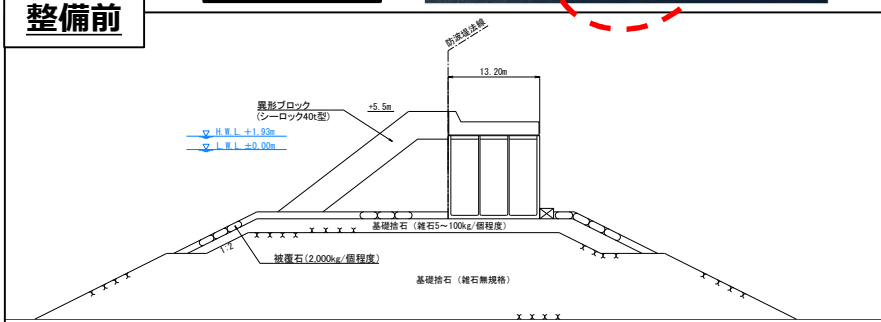 整備前
防波堤法線
13.20m
異形ブロック
(シーロック40t型)
+5.5m
H.W.L.+1.93m
L.W.L.±0.00m
基礎捨石(雑石5～100kg/個程度)
1:2
被覆石(2,000kg/個程度)
基礎捨石(雑石無規格)